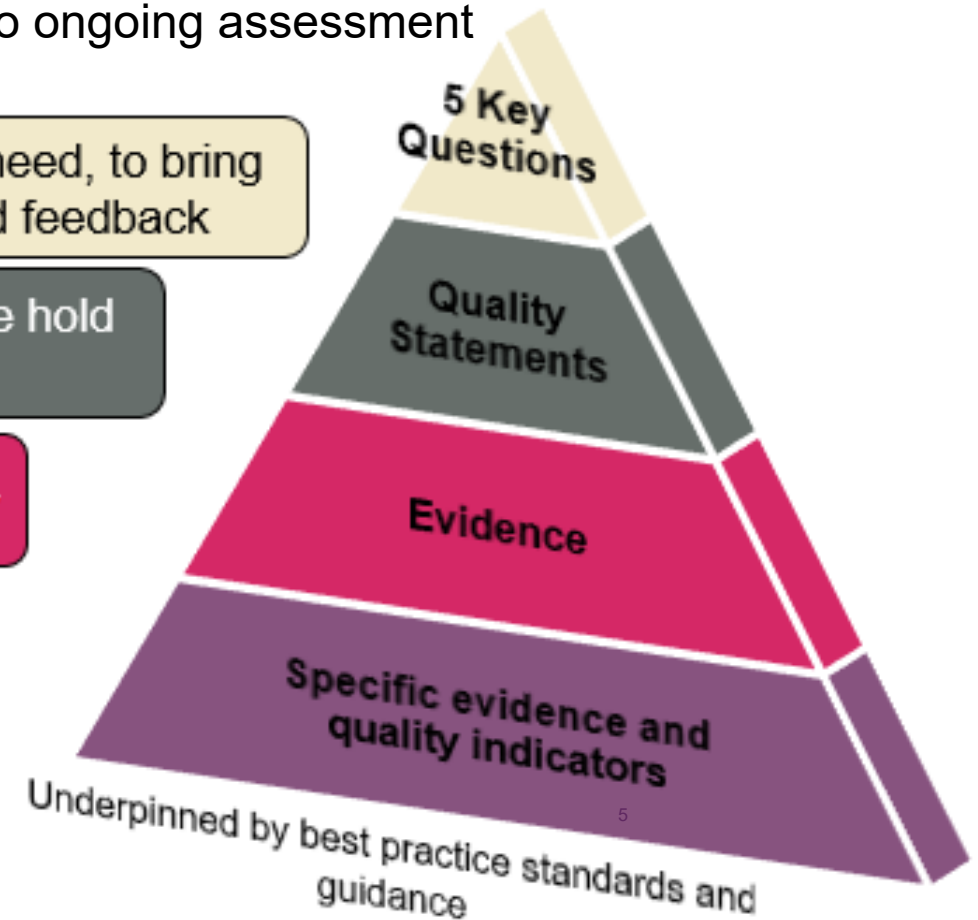 o ongoing assessment
5 Key
Questions
need, to bring
d feedback
Quality
Statements
e hold
Evidence
Specific evidence and
quality indicators
5
Underpinned by best practice standards and
guidance